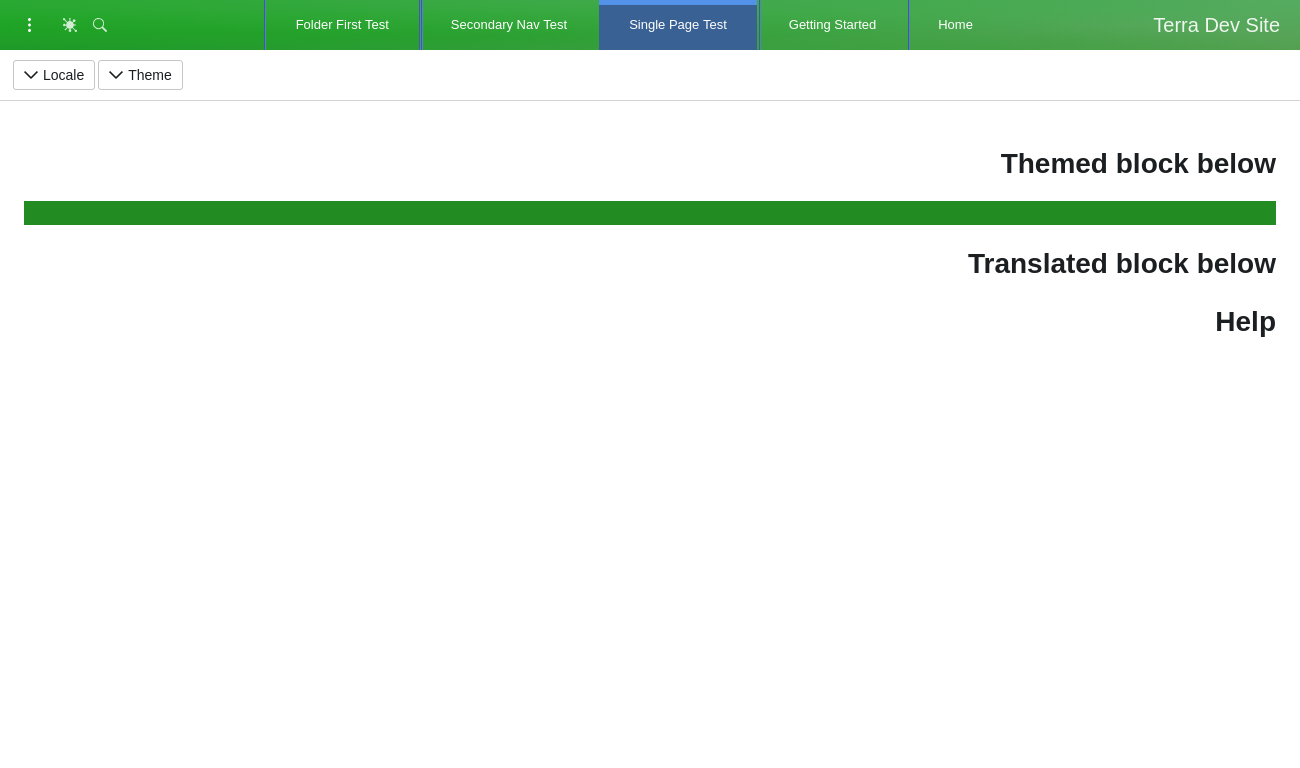 Folder First Test Secondary Nav Test Single Page Test Getting Started Home Terra Dev Site
Locale Theme
Themed block below
Translated block below
Help